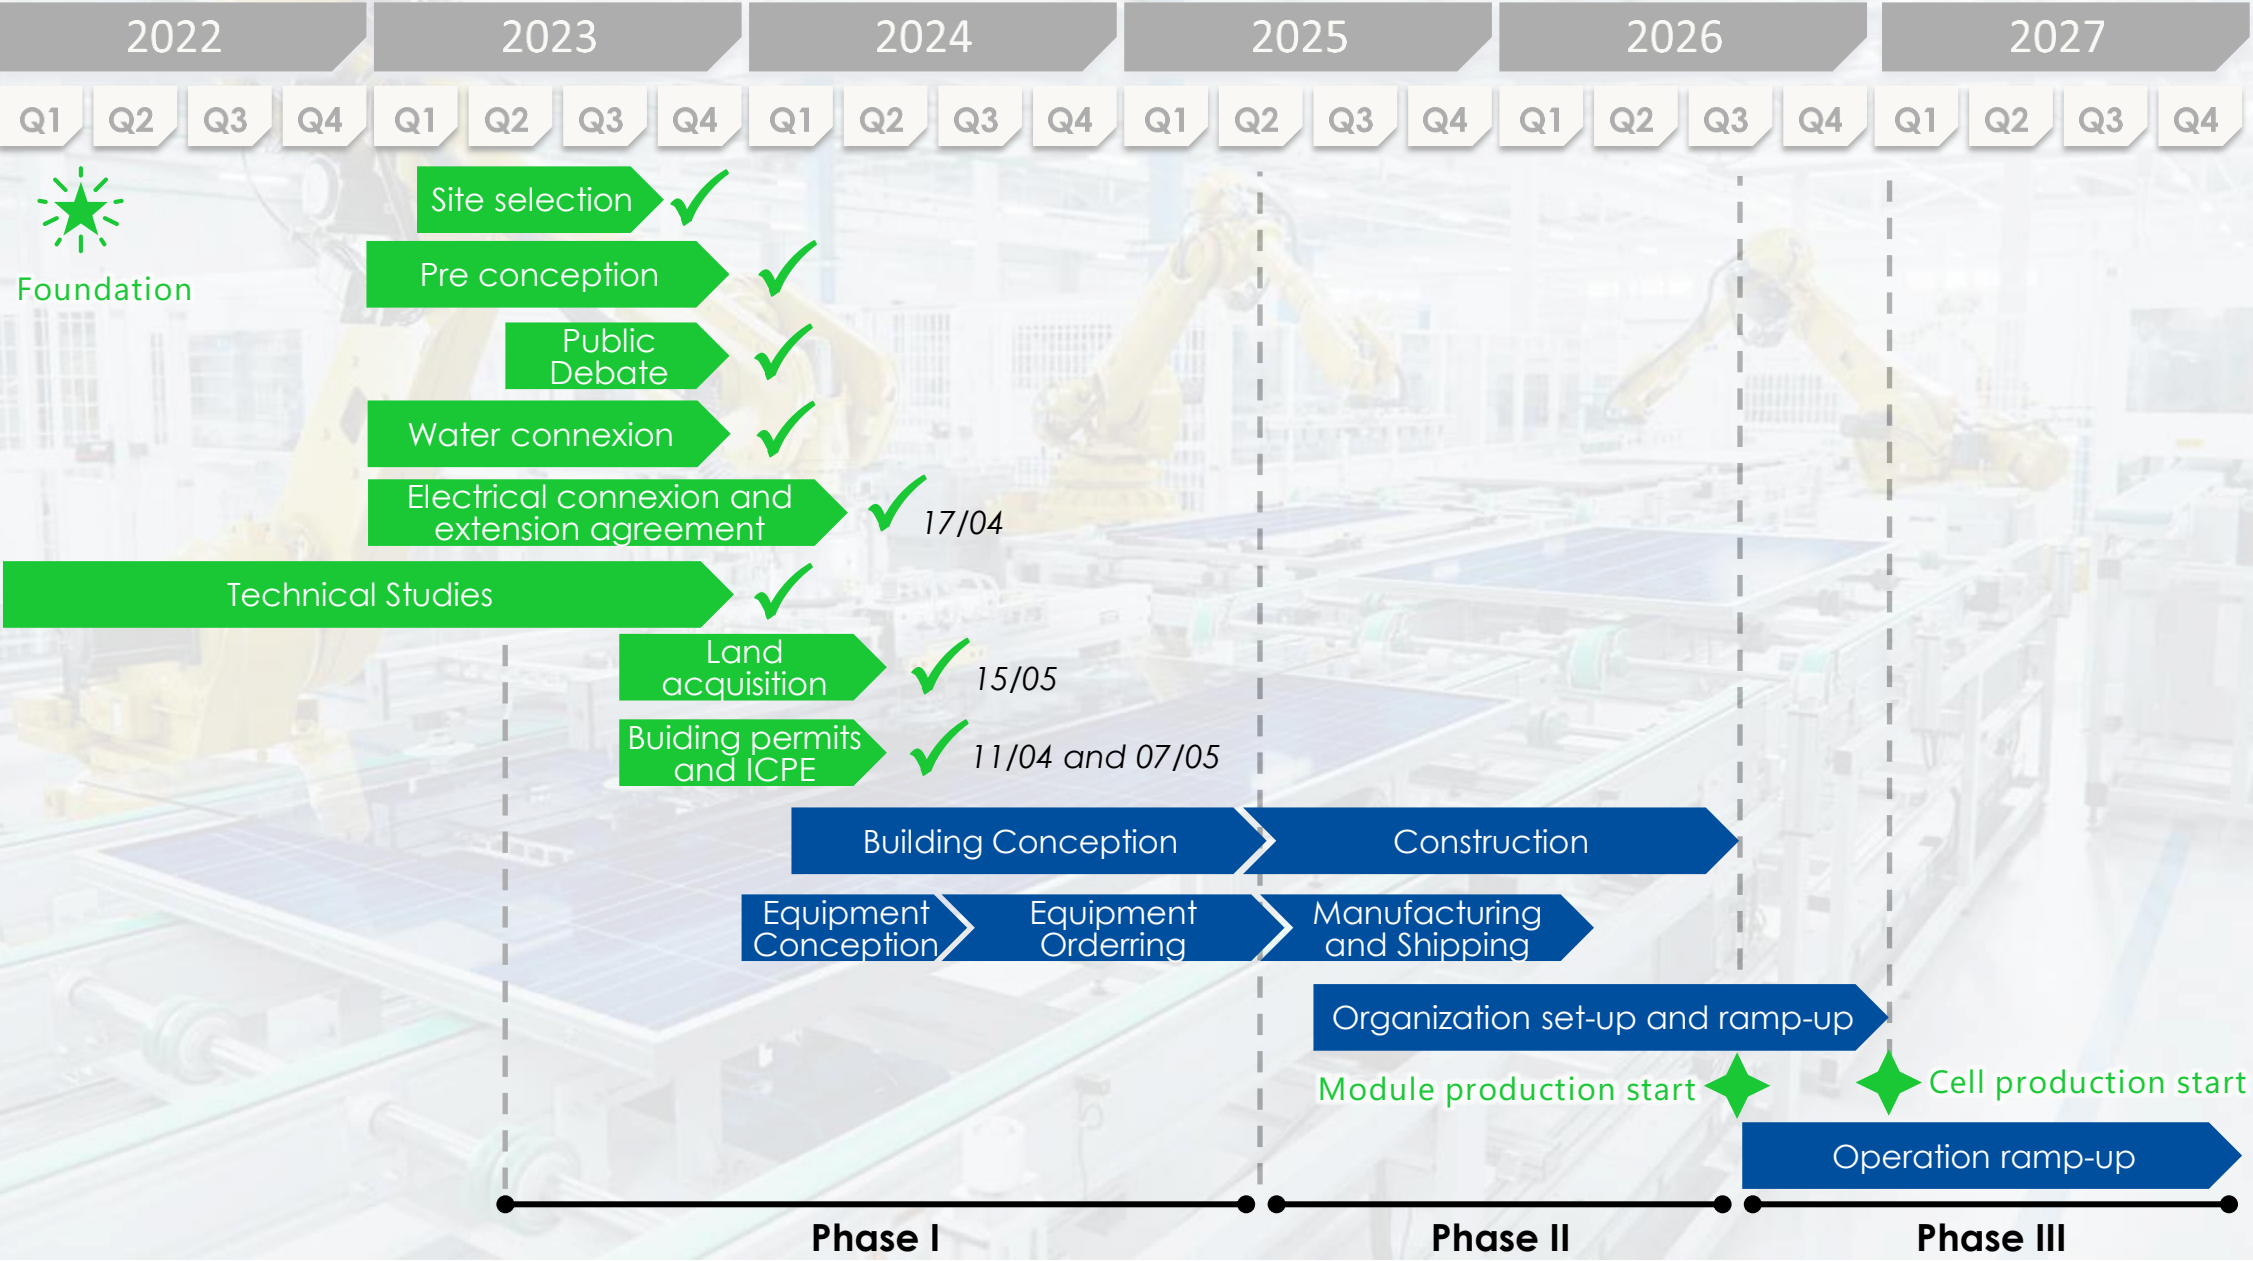 2022 2023 2024 2025 2026 2027
Q1 Q2 Q3 Q4 Q1 Q2 Q3 Q4 Q1 Q2 Q3 Q4 Q1 Q2 Q3 Q4 Q1 Q2 Q3 Q4 Q1 Q2 Q3 Q4
Site selection
Foundation
Pre conception
Public
Debate
Water connexion
Electrical connexion and
extension agreement
17/04
Technical Studies
Land
acquisition
15/05
Buiding permits
and ICPE
11/04 and 07/05
Building Conception
Construction
Equipment
Conception
Equipment
Orderring
Manufacturing
and Shipping
Organization set-up and ramp-up
Module production start
Cell production start
Operation ramp-up
Phase I
Phase II
Phase III